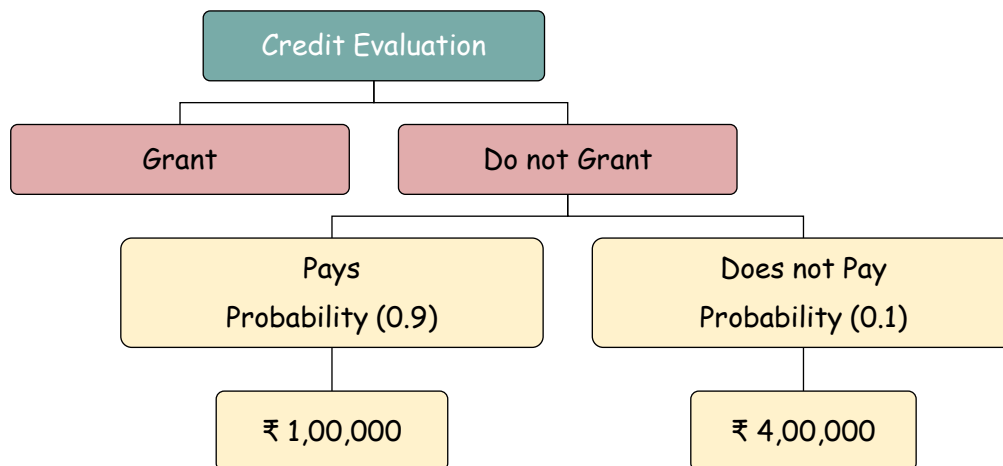 Credit Evaluation
Grant
Do not Grant
Pays
Probability (0.9)
Does not Pay
Probability (0.1)
₹ 1,00,000
₹ 4,00,000